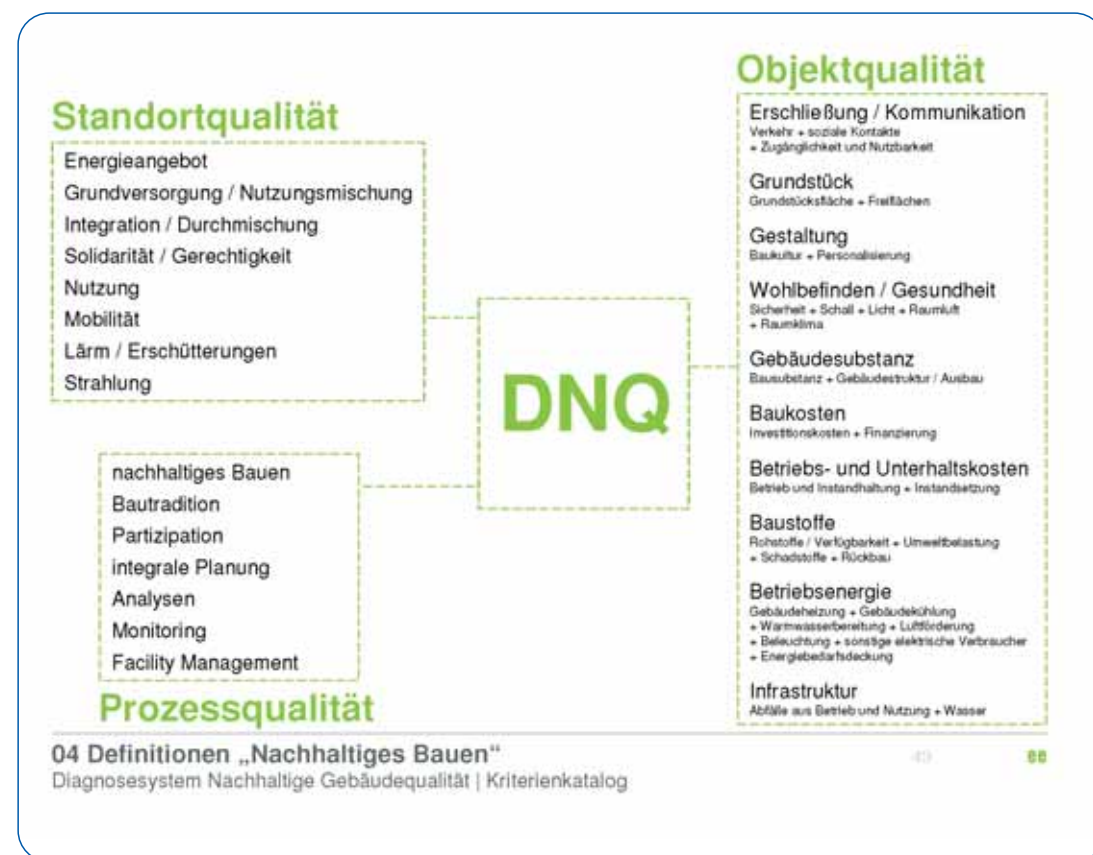 Standortqualität
Energieangebot
Grundversorgung / Nutzungsmischung
Integration / Durchmischung
Solidarität / Gerechtigkeit
Nutzung
Mobilität
Lärm / Erschütterungen
Strahlung
nachhaltiges Bauen
Bautradition
Partizipation
integrale Planung
Analysen
Monitoring
Facility Management
Prozessqualität
DNQ
Objektqualität
Erschließung / Kommunikation
Verkehr + soziale Kontakte
+ Zugänglichkeit und Nutzbarkeit
Grundstück
Grundstücksfläche + Freiflächen
Gestaltung
Baukultur + Personalisierung
Wohlbefinden / Gesundheit
Sicherheit + Schall + Licht + Raumluft
+ Raumklima
Gebäudesubstanz
Bausubstanz + Gebäudestruktur / Ausbau
Baukosten
Investitionskosten + Finanzierung
Betriebs- und Unterhaltskosten
Betrieb und Instandhaltung + Instandsetzung
Baustoffe
Rohstoffe / Verfügbarkeit + Umweltbelastung
+ Schadstoffe + Rückbau
Betriebsenergie
Gebäudeheizung + Gebäudekühlung
+ Warmwasserbereitung + Luftförderung
+ Beleuchtung + sonstige elektrische Verbraucher
+ Energiebedarfsdeckung
Infrastruktur
Abfälle aus Betrieb und Nutzung + Wasser
04 Definitionen „Nachhaltiges Bauen“
Diagnosesystem Nachhaltige Gebäudequalität | Kriterienkatalog